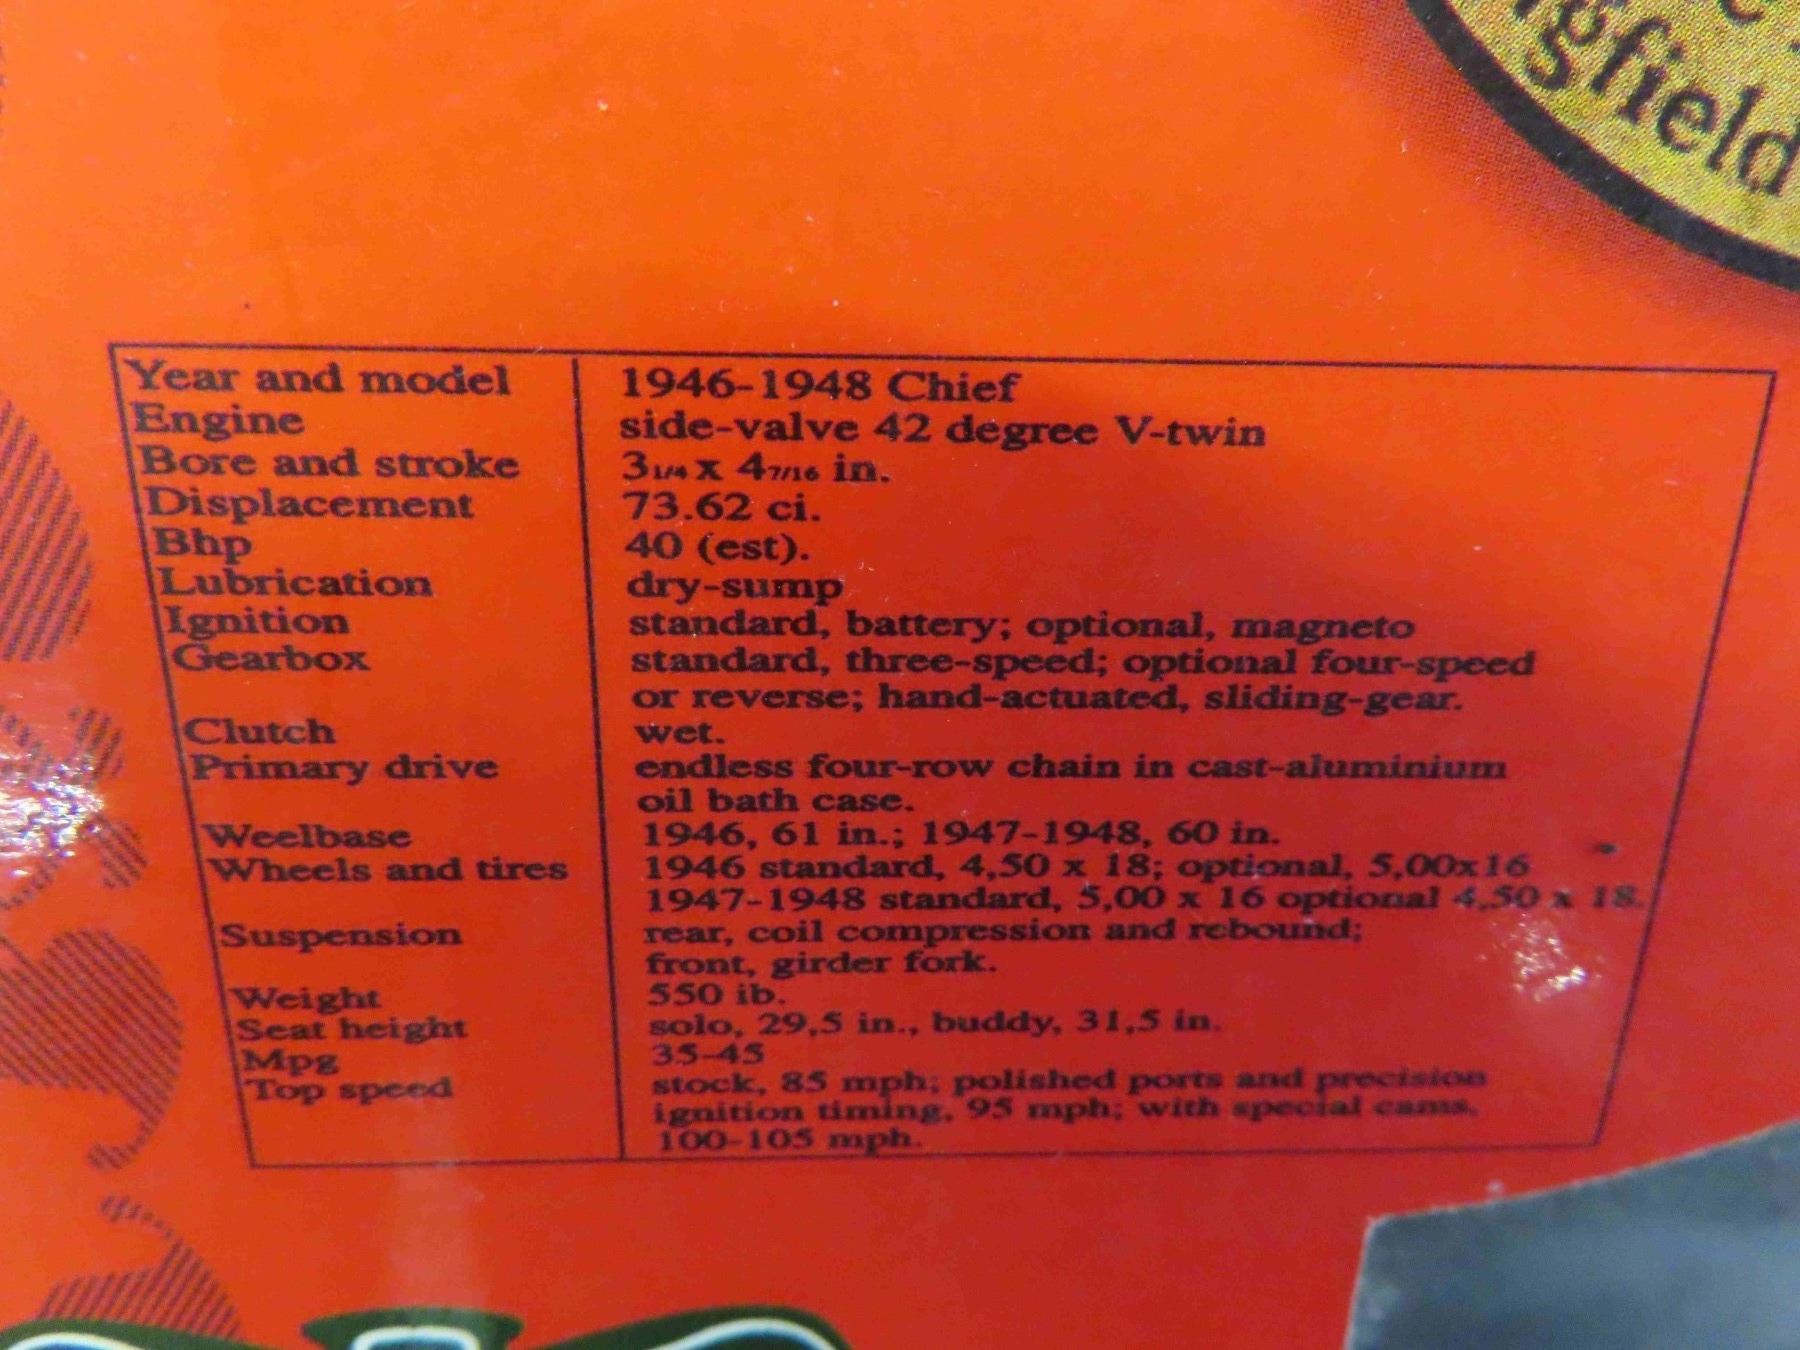 ngfield
Year and model 1946-1948 Chief
Engine side-valve 42 degree V-twin
Bore and stroke 3 1/4 x 4 7/16 in.
Displacement 73.62 ci.
Bhp 40 (est).
Lubrication dry-sump
Ignition standard, battery; optional, magneto
Gearbox standard, three-speed; optional four-speed
or reverse; hand-actuated, sliding-gear.
Clutch wet.
Primary drive endless four-row chain in cast-aluminium
oil bath case.
Weelbase 1946, 61 in.; 1947-1948, 60 in.
Wheels and tires 1946 standard, 4,50 x 18; optional, 5,00x16
1947-1948 standard, 5,00 x 16 optional 4,50 x 18.
Suspension rear, coil compression and rebound;
front, girder fork.
Weight 550 ib.
Seat height solo, 29,5 in., buddy, 31,5 in.
Mpg 35-45
Top speed stock, 85 mph; polished ports and precision
ignition timing, 95 mph; with special cams,
100-105 mph.